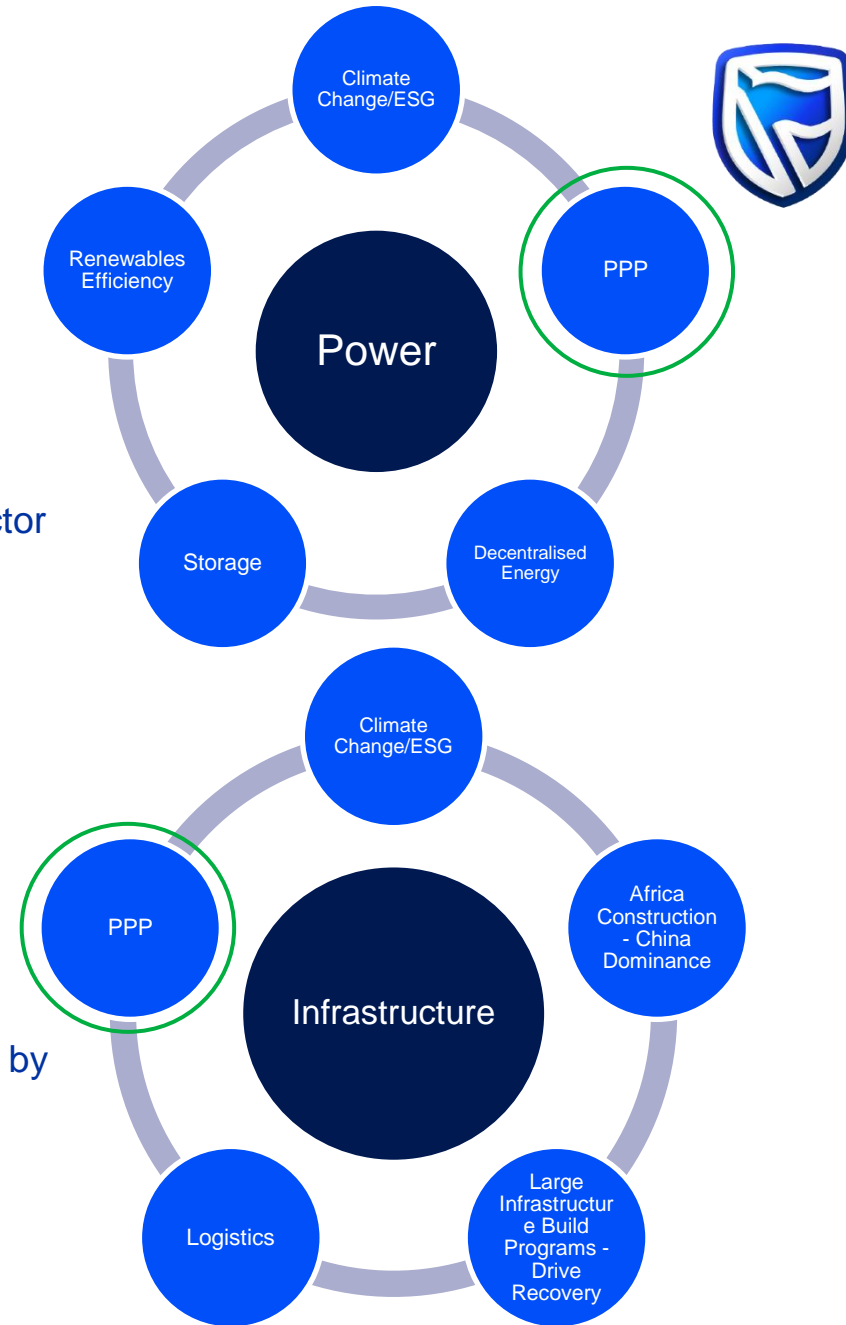 Climate
Change/ESG
PPP
Renewables
Efficiency
Power
ctor
Storage
Decentralised
Energy
Climate
Change/ESG
PPP
Africa
Construction
- China
Dominance
Infrastructure
by
Logistics
Large
Infrastructur
e Build
Programs -
Drive
Recovery